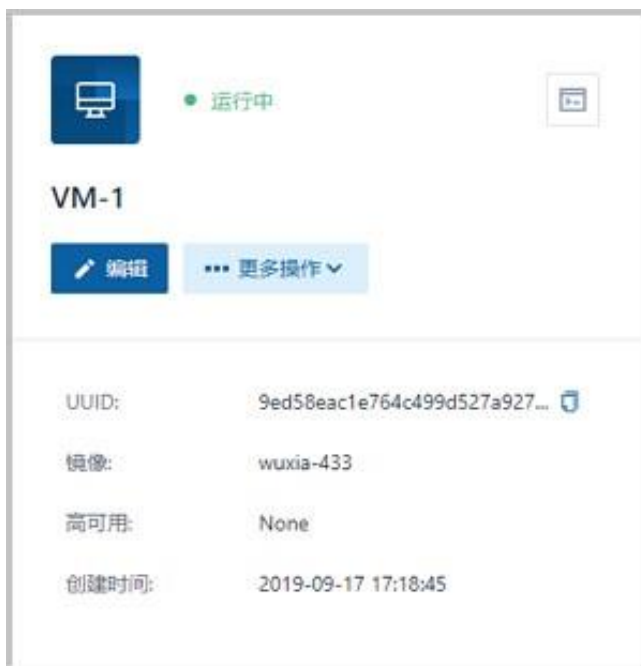 运行中
VM-1
编辑
••• 更多操作
UUID: 9ed58eac1e764c499d527a927...
镜像: wuxia-433
高可用: None
创建时间: 2019-09-17 17:18:45